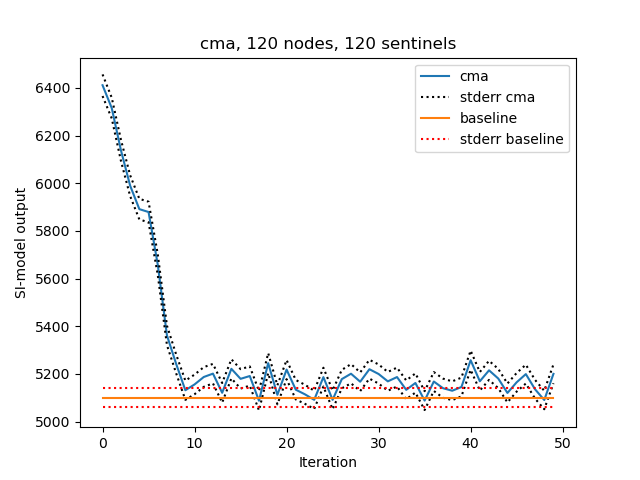 cma, 120 nodes, 120 sentinels
cma
stderr cma
baseline
stderr baseline
SI-model output
6400
6200
6000
5800
5600
5400
5200
5000
0
10
20
30
40
50
Iteration